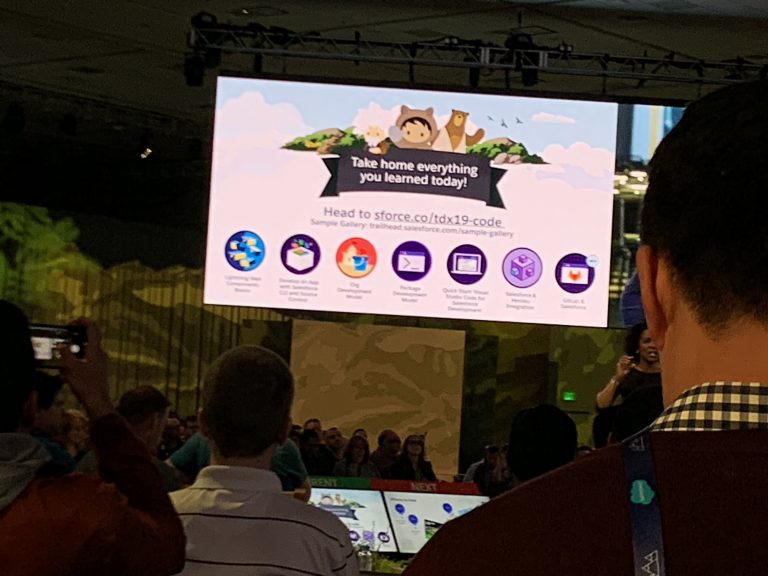 Take home everything
you learned today!
Head to sforce.co/tdx19-code
Sample Gallery: trailhead.salesforce.com/sample-gallery
Lightning Web
Components
Basics
Develop an App
with Salesforce
CLI and Source
Control
Org
Development
Model
Package
Development
Model
Quick Start: Visual
Studio Code for
Salesforce
Development
Salesforce &
Heroku
Integration
GitLab &
Salesforce
RENT
NEXT